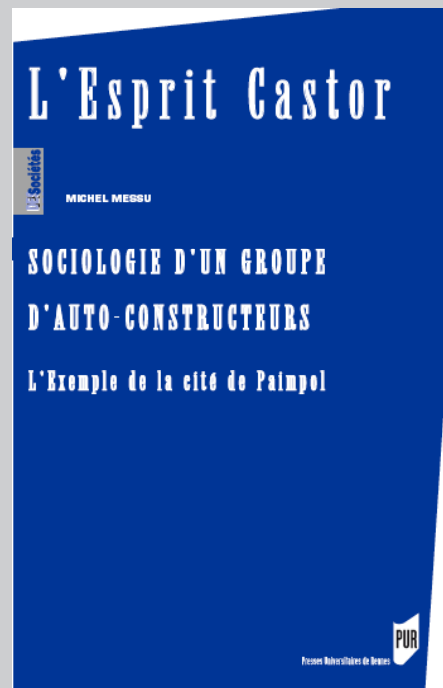 L'Esprit Castor
Sociétés
MICHEL MESSU
SOCIOLOGIE D'UN GROUPE
D'AUTO-CONSTRUCTEURS
L'Exemple de la cité de Paimpol
PUR
Presses Universitaires de Rennes